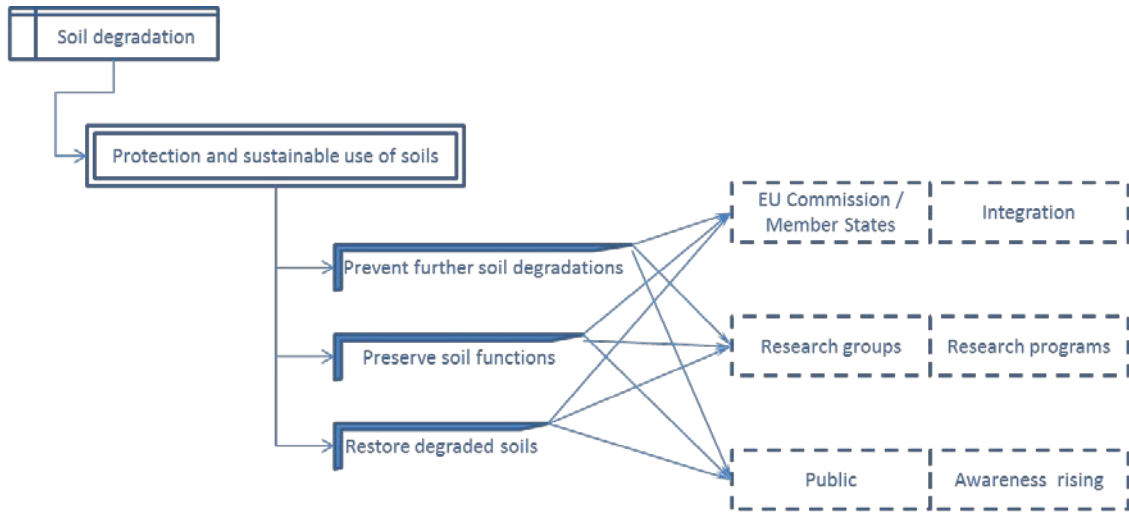 Soil degradation
Protection and sustainable use of soils
Prevent further soil degradations
Preserve soil functions
Restore degraded soils
EU Commission /
Member States
Integration
Research groups
Research programs
Public
Awareness rising